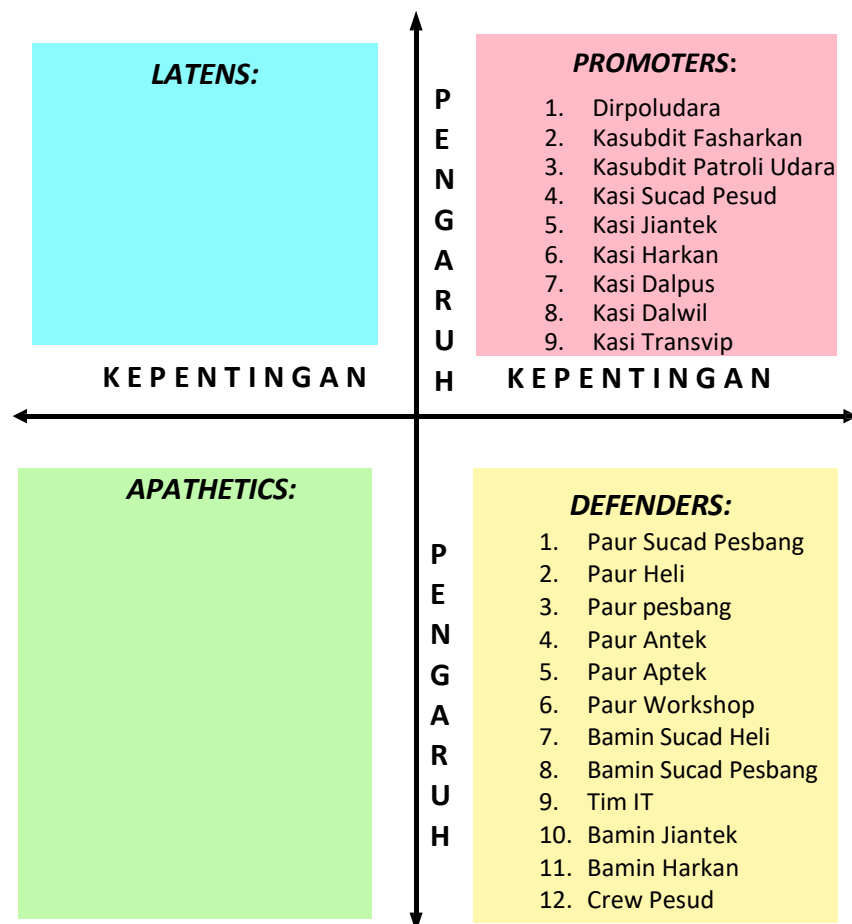 LATENS:
PROMOTERS:
1. Dirpoludara
2. Kasubdit Fasharkan
3. Kasubdit Patroli Udara
4. Kasi Sucad Pesud
5. Kasi Jiantek
6. Kasi Harkan
7. Kasi Dalpus
8. Kasi Dalwil
9. Kasi Transvip
P
E
N
G
A
R
U
H
K E P E N T I N G A N
K E P E N T I N G A N
APATHETICS:
DEFENDERS:
1. Paur Sucad Pesbang
2. Paur Heli
3. Paur pesbang
4. Paur Antek
5. Paur Aptek
6. Paur Workshop
7. Bamin Sucad Heli
8. Bamin Sucad Pesbang
9. Tim IT
10. Bamin Jiantek
11. Bamin Harkan
12. Crew Pesud
P
E
N
G
A
R
U
H